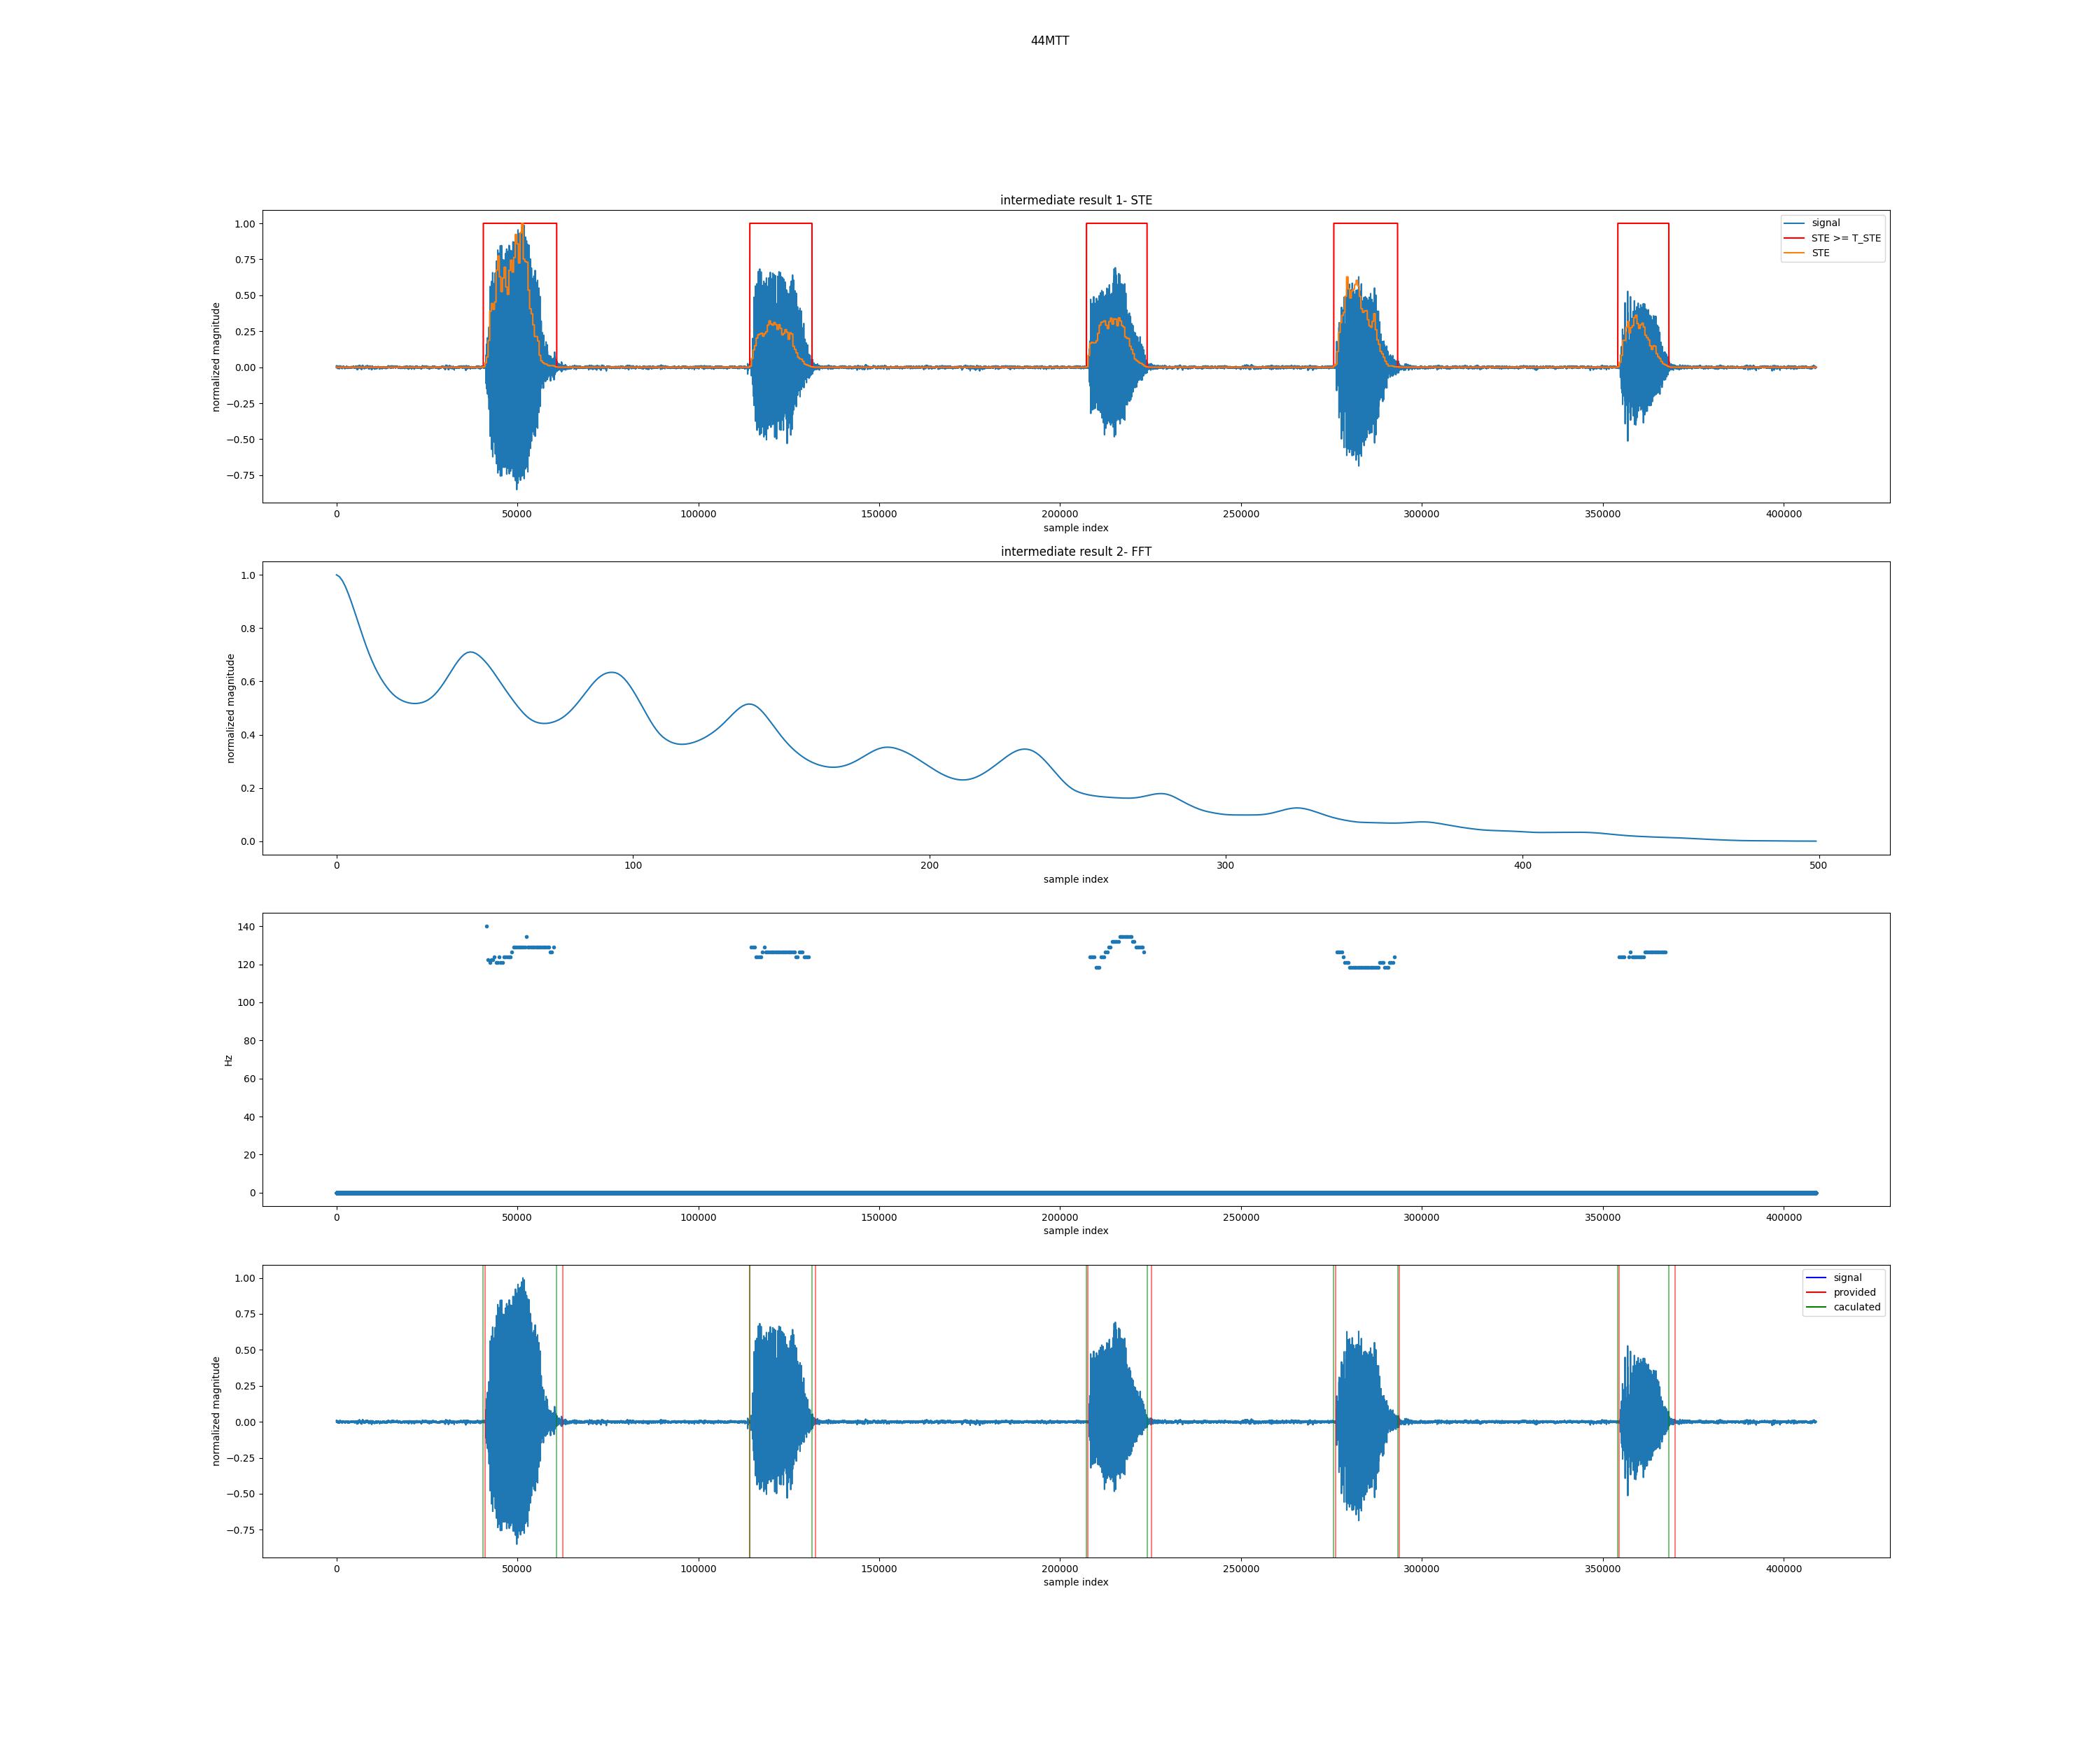 44MTT
intermediate result 1- STE
normalized magnitude
1.00
0.75
0.50
0.25
0.00
−0.25
−0.50
−0.75
signal
STE >= T_STE
STE
0 50000 100000 150000 200000 250000 300000 350000 400000
sample index
intermediate result 2- FFT
normalized magnitude
1.0
0.8
0.6
0.4
0.2
0.0
0 100 200 300 400 500
sample index
Hz
140
120
100
80
60
40
20
0
0 50000 100000 150000 200000 250000 300000 350000 400000
sample index
normalized magnitude
1.00
0.75
0.50
0.25
0.00
−0.25
−0.50
−0.75
signal
provided
caculated
0 50000 100000 150000 200000 250000 300000 350000 400000
sample index